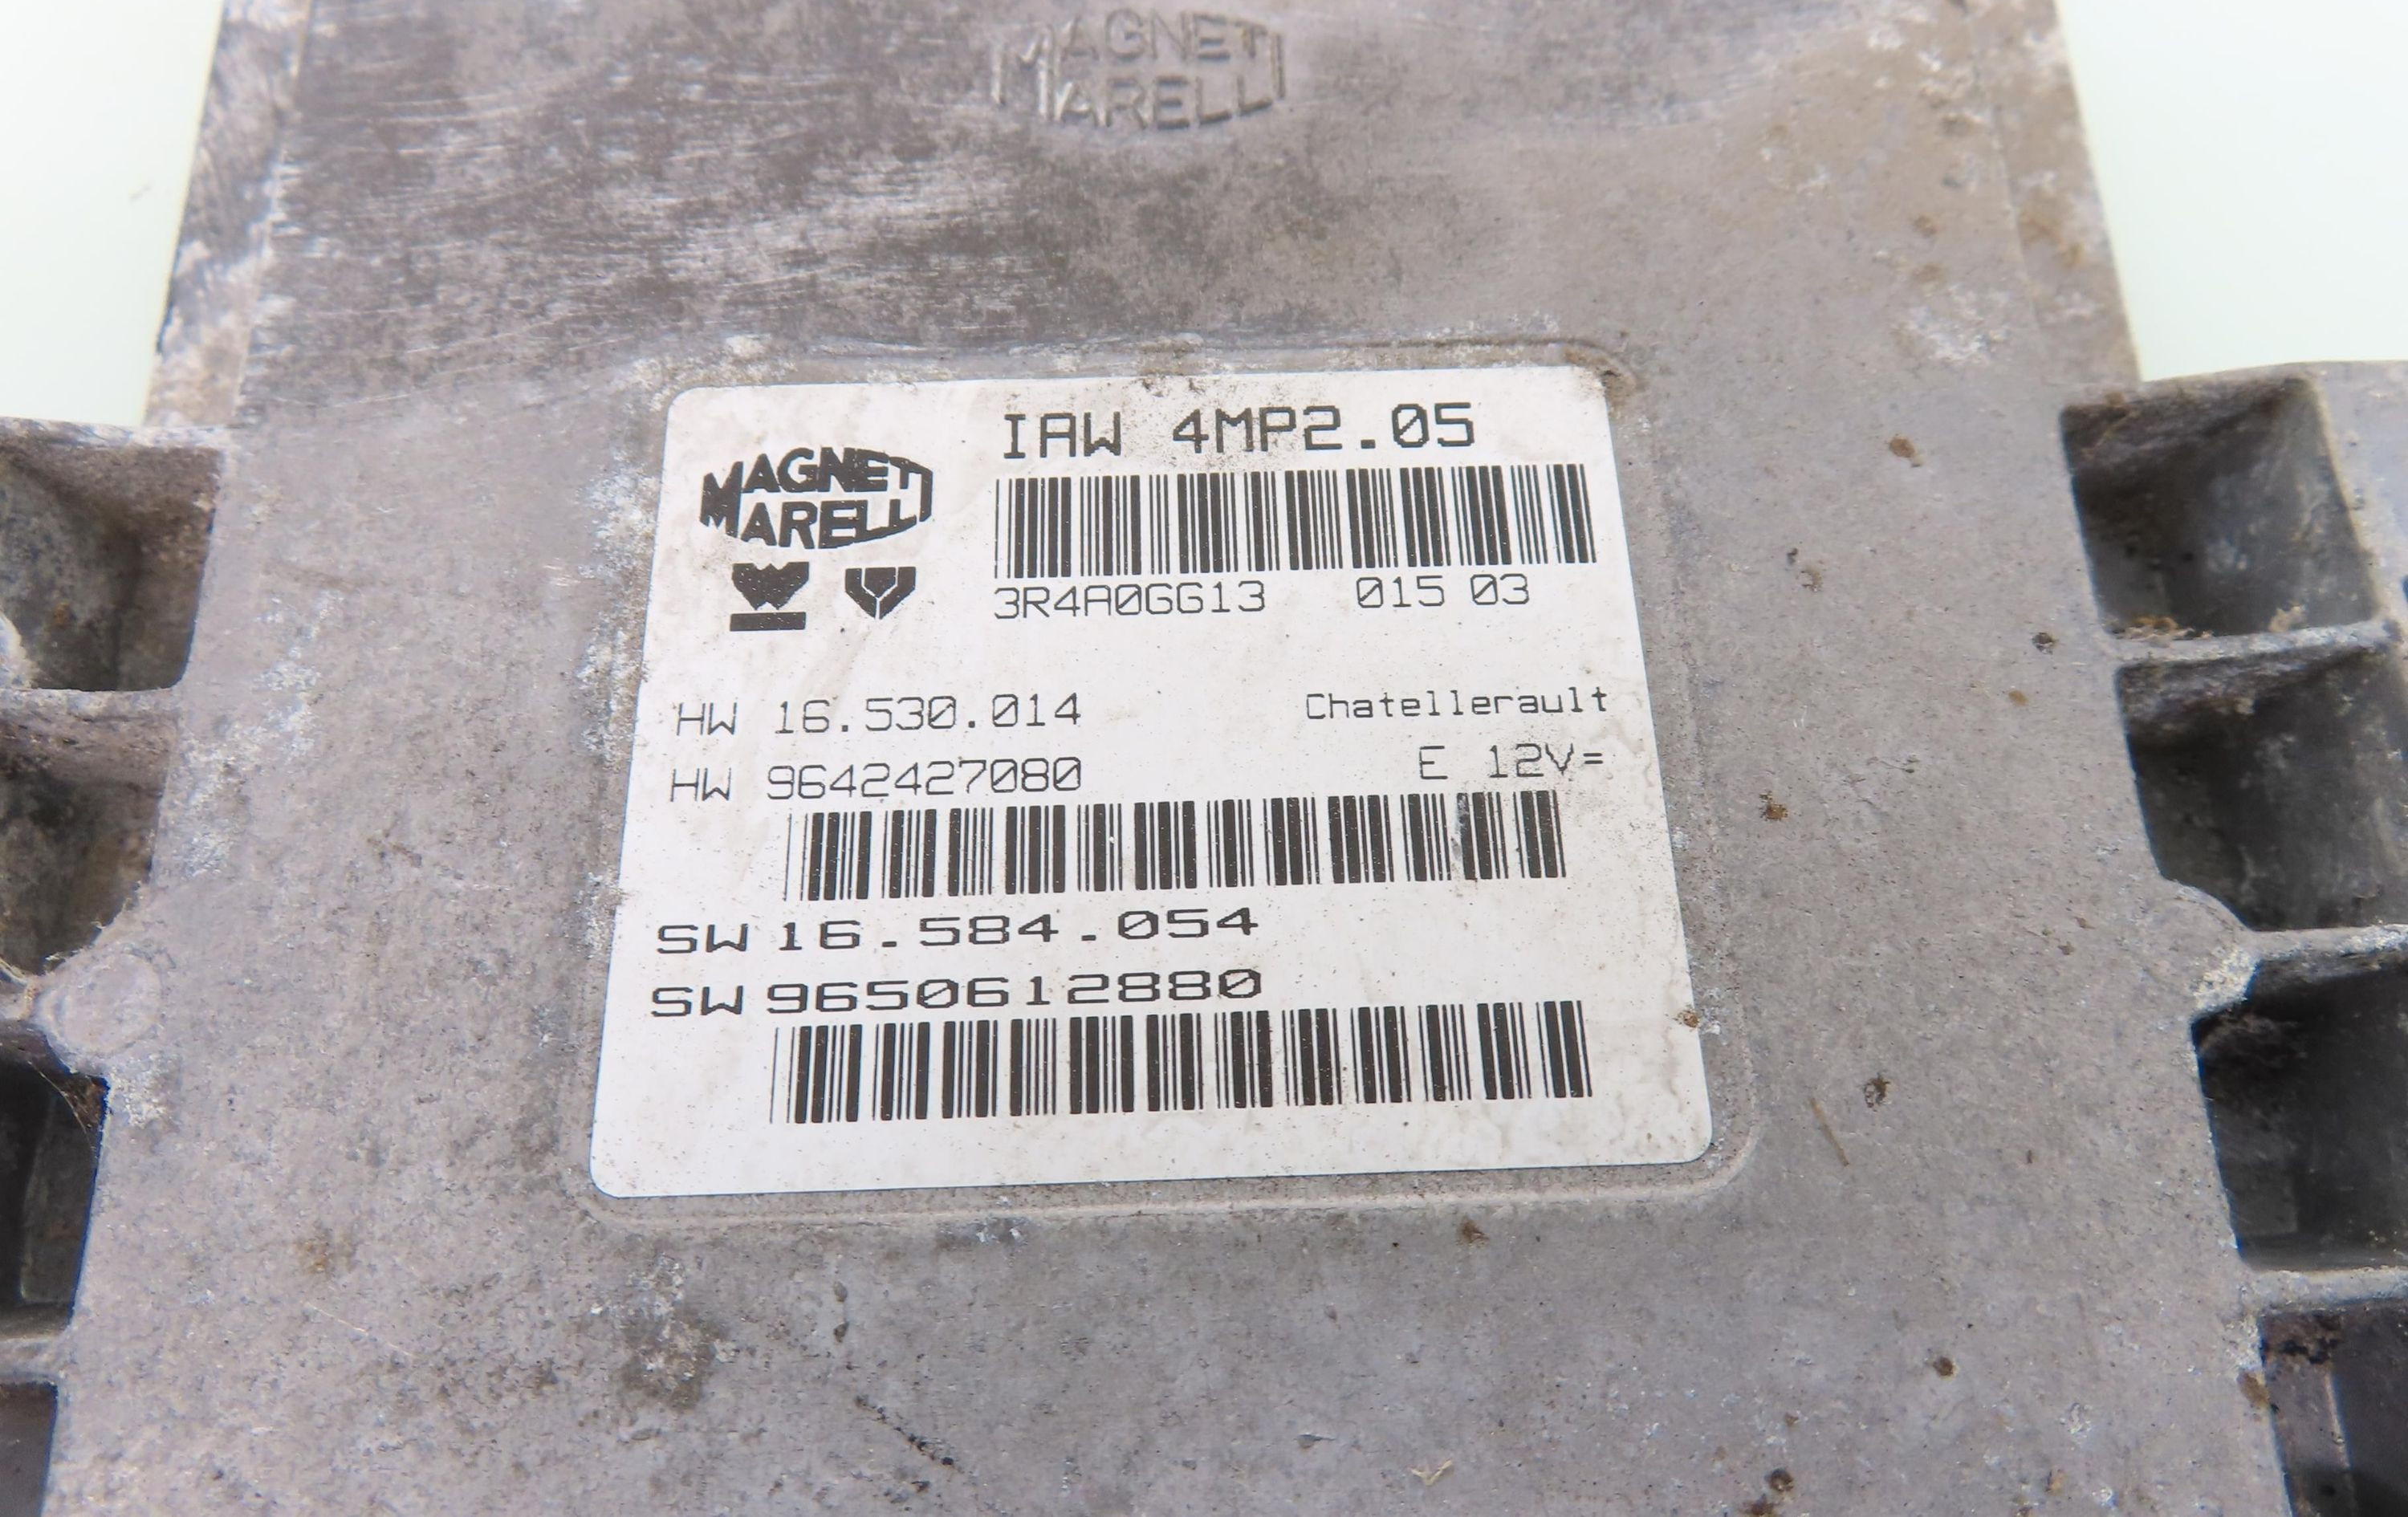 MAGNETI
MARELLI
IAW 4MP2.05
MAGNETI
MARELLI
3R4A0GG13 015 03
HW 16.530.014 Chatellerault
HW 9642427080 E 12V=
SW 16.584.054
SW 9650612880